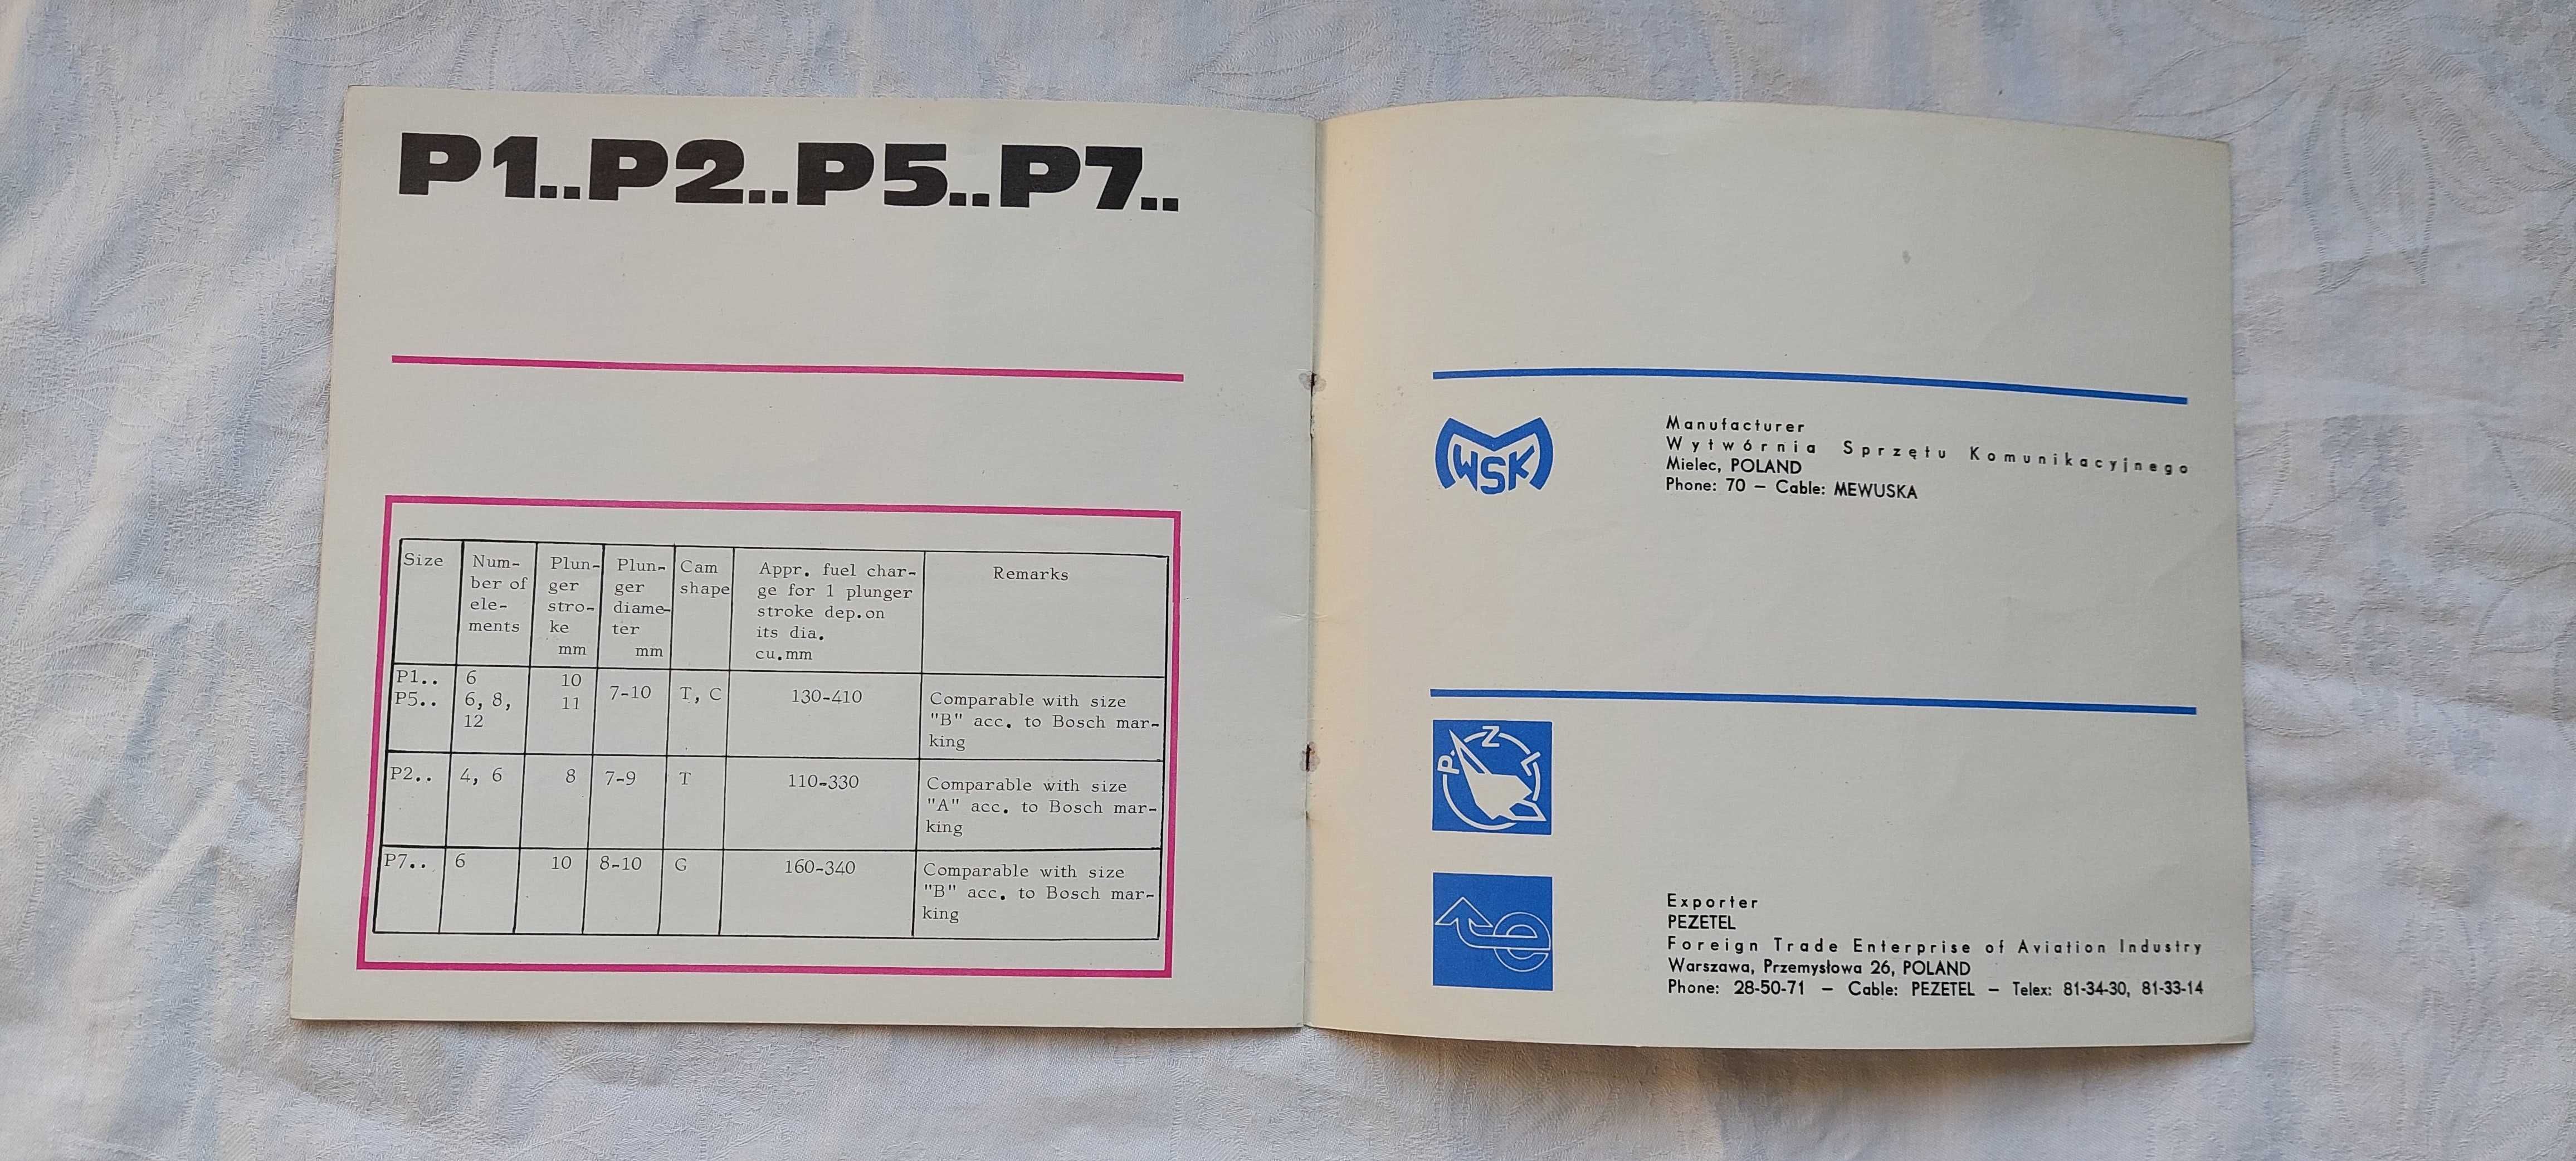 P1..P2..P5..P7..
Size
Num-
ber of
ele-
ments
Plun-
ger
stro-
ke
mm
Plun-
ger
diame-
ter
mm
Cam
shape
Appr. fuel char-
ge for 1 plunger
stroke dep.on
its dia.
cu.mm
Remarks
P1..
P5..
6
6, 8,
12
10
11
7-10
T, C
130-410
Comparable with size
"B" acc. to Bosch mar-
king
P2..
4, 6
8
7-9
T
110-330
Comparable with size
"A" acc. to Bosch mar-
king
P7..
6
10
8-10
G
160-340
Comparable with size
"B" acc. to Bosch mar-
king
WSK
Manufacturer
Wytwórnia Sprzętu Komunikacyjnego
Mielec, POLAND
Phone: 70 – Cable: MEWUSKA
PZL
Exporter
PEZETEL
Foreign Trade Enterprise of Aviation Industry
Warszawa, Przemysłowa 26, POLAND
Phone: 28-50-71 – Cable: PEZETEL – Telex: 81-34-30, 81-33-14